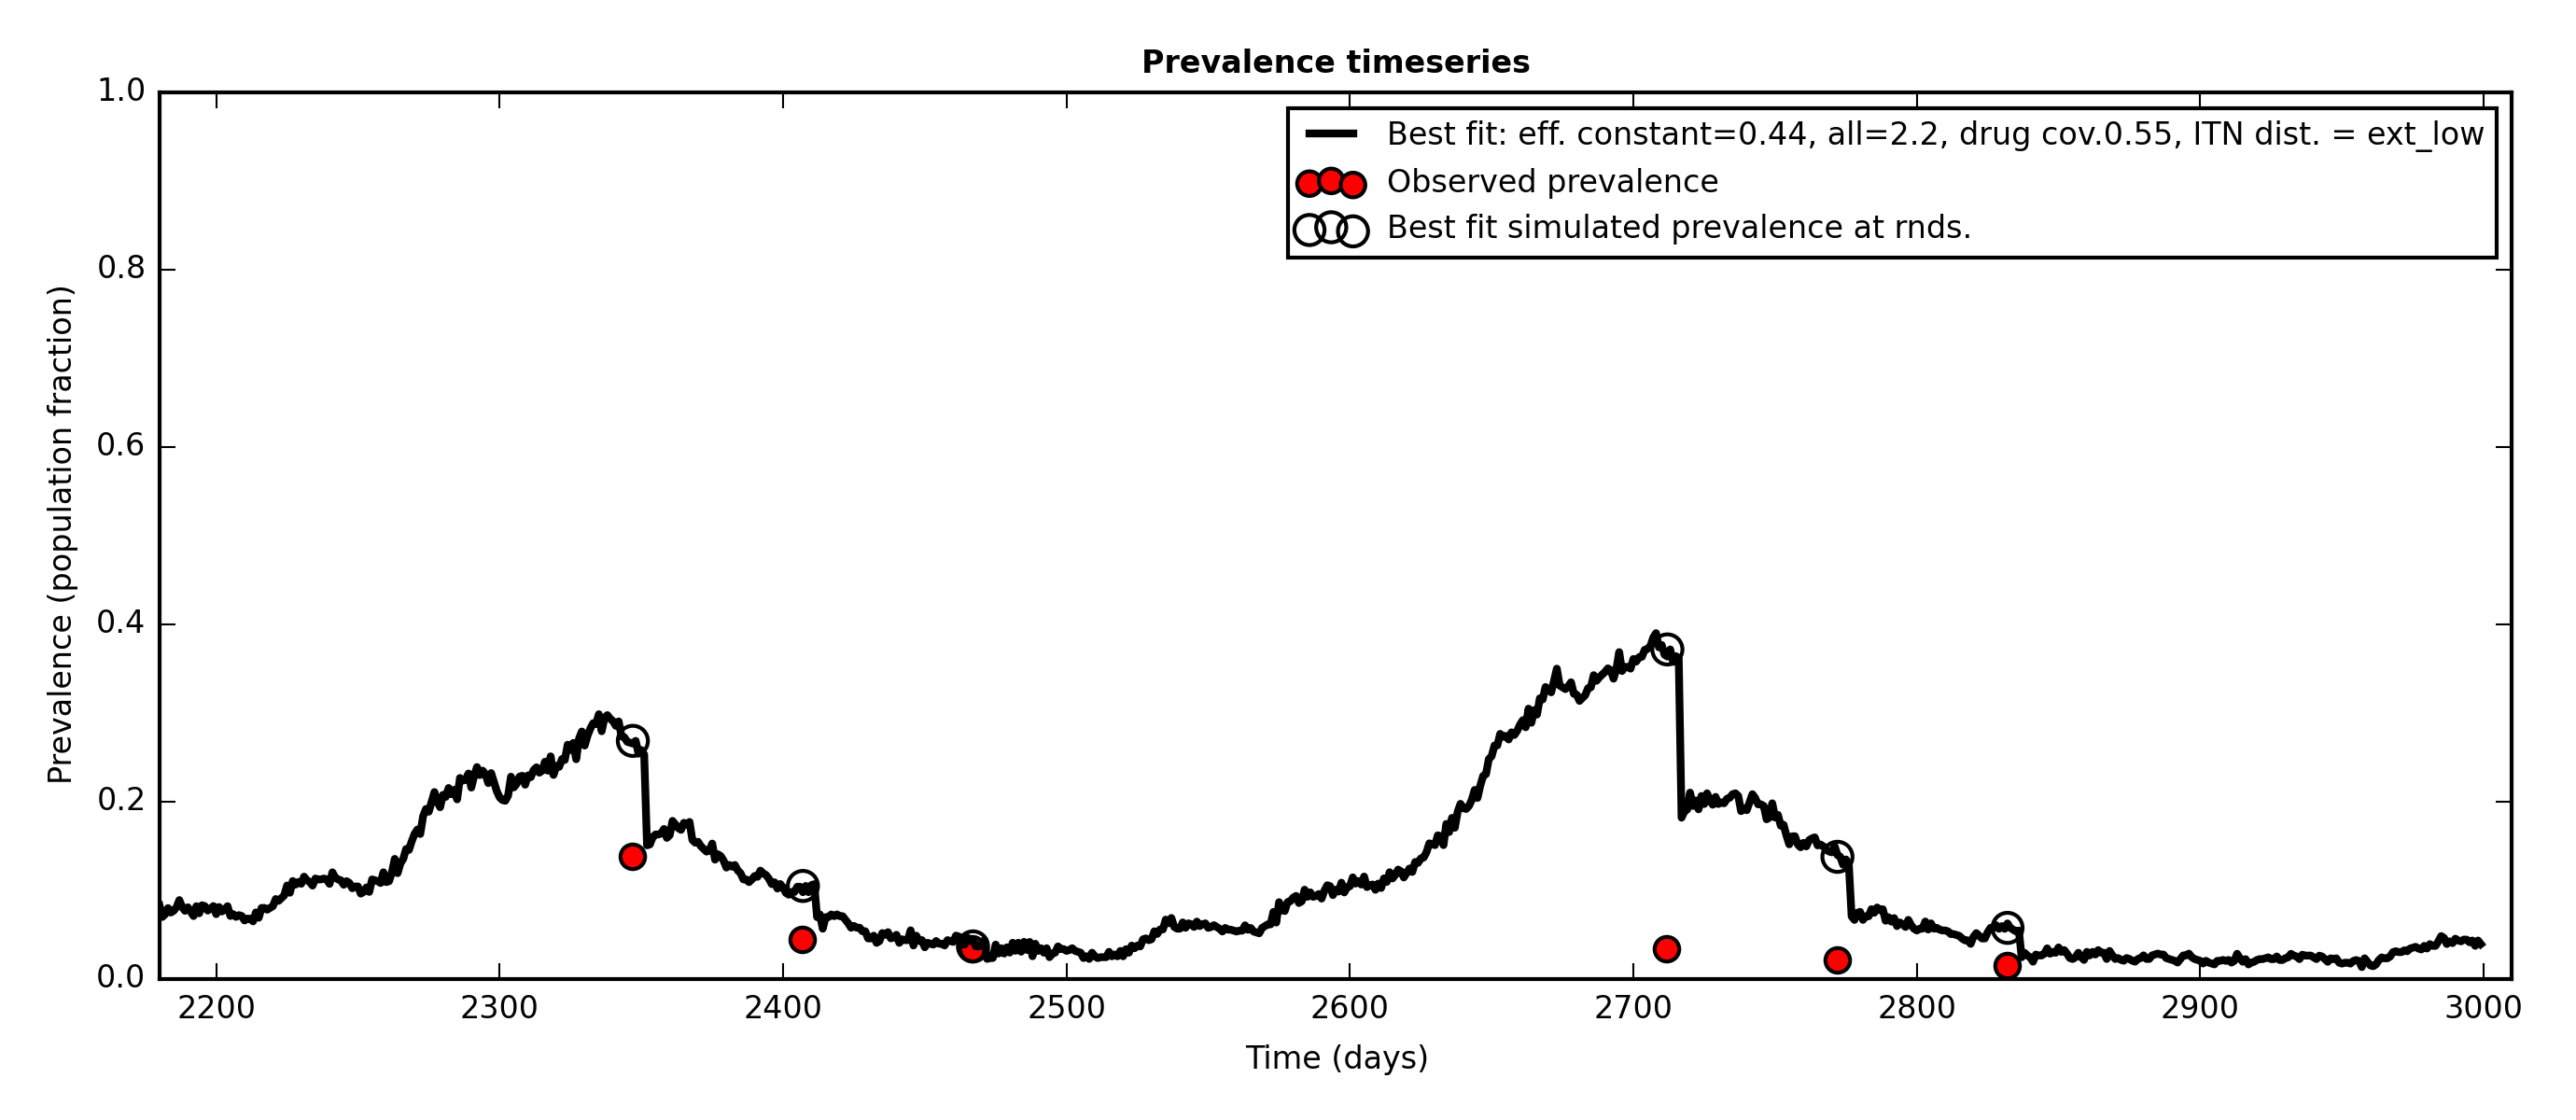 Prevalence timeseries
Best fit: eff. constant=0.44, all=2.2, drug cov.0.55, ITN dist. = ext_low
Observed prevalence
Best fit simulated prevalence at rnds.
Prevalence (population fraction)
1.0
0.8
0.6
0.4
0.2
0.0
2200 2300 2400 2500 2600 2700 2800 2900 3000
Time (days)